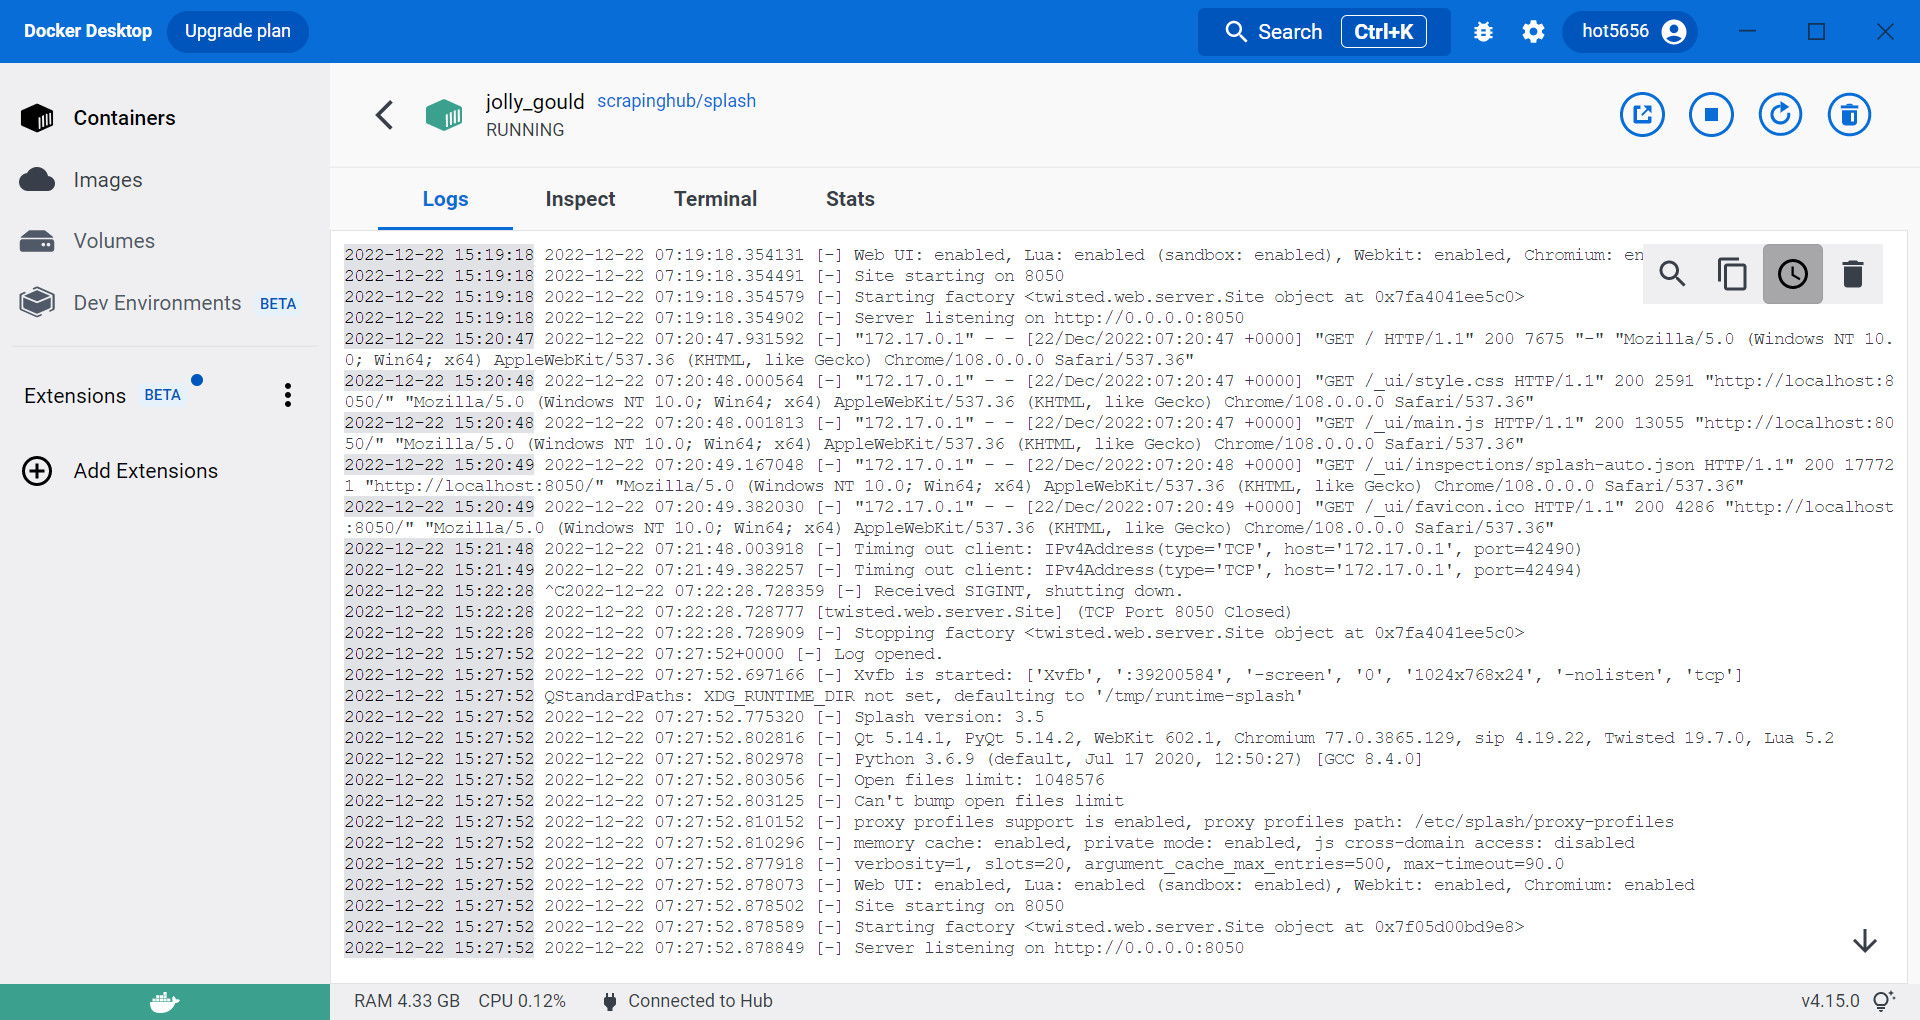 Docker Desktop
Upgrade plan
Search Ctrl+K
hot5656
Containers
Images
Volumes
Dev Environments BETA
Extensions BETA
Add Extensions
jolly_gould scrapinghub/splash
RUNNING
Logs Inspect Terminal Stats
2022-12-22 15:19:18 2022-12-22 07:19:18.354131 [-] Web UI: enabled, Lua: enabled (sandbox: enabled), Webkit: enabled, Chromium: en
2022-12-22 15:19:18 2022-12-22 07:19:18.354491 [-] Site starting on 8050
2022-12-22 15:19:18 2022-12-22 07:19:18.354579 [-] Starting factory <twisted.web.server.Site object at 0x7fa4041ee5c0>
2022-12-22 15:19:18 2022-12-22 07:19:18.354902 [-] Server listening on http://0.0.0.0:8050
2022-12-22 15:20:47 2022-12-22 07:20:47.931592 [-] "172.17.0.1" - - [22/Dec/2022:07:20:47 +0000] "GET / HTTP/1.1" 200 7675 "-" "Mozilla/5.0 (Windows NT 10.
0; Win64; x64) AppleWebKit/537.36 (KHTML, like Gecko) Chrome/108.0.0.0 Safari/537.36"
2022-12-22 15:20:48 2022-12-22 07:20:48.000564 [-] "172.17.0.1" - - [22/Dec/2022:07:20:47 +0000] "GET /_ui/style.css HTTP/1.1" 200 2591 "http://localhost:8
050/" "Mozilla/5.0 (Windows NT 10.0; Win64; x64) AppleWebKit/537.36 (KHTML, like Gecko) Chrome/108.0.0.0 Safari/537.36"
2022-12-22 15:20:48 2022-12-22 07:20:48.001813 [-] "172.17.0.1" - - [22/Dec/2022:07:20:47 +0000] "GET /_ui/main.js HTTP/1.1" 200 13055 "http://localhost:80
50/" "Mozilla/5.0 (Windows NT 10.0; Win64; x64) AppleWebKit/537.36 (KHTML, like Gecko) Chrome/108.0.0.0 Safari/537.36"
2022-12-22 15:20:49 2022-12-22 07:20:49.167048 [-] "172.17.0.1" - - [22/Dec/2022:07:20:48 +0000] "GET /_ui/inspections/splash-auto.json HTTP/1.1" 200 17772
1 "http://localhost:8050/" "Mozilla/5.0 (Windows NT 10.0; Win64; x64) AppleWebKit/537.36 (KHTML, like Gecko) Chrome/108.0.0.0 Safari/537.36"
2022-12-22 15:20:49 2022-12-22 07:20:49.382030 [-] "172.17.0.1" - - [22/Dec/2022:07:20:49 +0000] "GET /_ui/favicon.ico HTTP/1.1" 200 4286 "http://localhost
:8050/" "Mozilla/5.0 (Windows NT 10.0; Win64; x64) AppleWebKit/537.36 (KHTML, like Gecko) Chrome/108.0.0.0 Safari/537.36"
2022-12-22 15:21:48 2022-12-22 07:21:48.003918 [-] Timing out client: IPv4Address(type='TCP', host='172.17.0.1', port=42490)
2022-12-22 15:21:49 2022-12-22 07:21:49.382257 [-] Timing out client: IPv4Address(type='TCP', host='172.17.0.1', port=42494)
2022-12-22 15:22:28 ^C2022-12-22 07:22:28.728359 [-] Received SIGINT, shutting down.
2022-12-22 15:22:28 2022-12-22 07:22:28.728777 [twisted.web.server.Site] (TCP Port 8050 Closed)
2022-12-22 15:22:28 2022-12-22 07:22:28.728909 [-] Stopping factory <twisted.web.server.Site object at 0x7fa4041ee5c0>
2022-12-22 15:27:52 2022-12-22 07:27:52+0000 [-] Log opened.
2022-12-22 15:27:52 2022-12-22 07:27:52.697166 [-] Xvfb is started: ['Xvfb', ':39200584', '-screen', '0', '1024x768x24', '-nolisten', 'tcp']
2022-12-22 15:27:52 QStandardPaths: XDG_RUNTIME_DIR not set, defaulting to '/tmp/runtime-splash'
2022-12-22 15:27:52 2022-12-22 07:27:52.775320 [-] Splash version: 3.5
2022-12-22 15:27:52 2022-12-22 07:27:52.802816 [-] Qt 5.14.1, PyQt 5.14.2, WebKit 602.1, Chromium 77.0.3865.129, sip 4.19.22, Twisted 19.7.0, Lua 5.2
2022-12-22 15:27:52 2022-12-22 07:27:52.802978 [-] Python 3.6.9 (default, Jul 17 2020, 12:50:27) [GCC 8.4.0]
2022-12-22 15:27:52 2022-12-22 07:27:52.803056 [-] Open files limit: 1048576
2022-12-22 15:27:52 2022-12-22 07:27:52.803125 [-] Can't bump open files limit
2022-12-22 15:27:52 2022-12-22 07:27:52.810152 [-] proxy profiles support is enabled, proxy profiles path: /etc/splash/proxy-profiles
2022-12-22 15:27:52 2022-12-22 07:27:52.810296 [-] memory cache: enabled, private mode: enabled, js cross-domain access: disabled
2022-12-22 15:27:52 2022-12-22 07:27:52.877918 [-] verbosity=1, slots=20, argument_cache_max_entries=500, max-timeout=90.0
2022-12-22 15:27:52 2022-12-22 07:27:52.878073 [-] Web UI: enabled, Lua: enabled (sandbox: enabled), Webkit: enabled, Chromium: enabled
2022-12-22 15:27:52 2022-12-22 07:27:52.878502 [-] Site starting on 8050
2022-12-22 15:27:52 2022-12-22 07:27:52.878589 [-] Starting factory <twisted.web.server.Site object at 0x7f05d00bd9e8>
2022-12-22 15:27:52 2022-12-22 07:27:52.878849 [-] Server listening on http://0.0.0.0:8050
RAM 4.33 GB CPU 0.12% Connected to Hub
v4.15.0